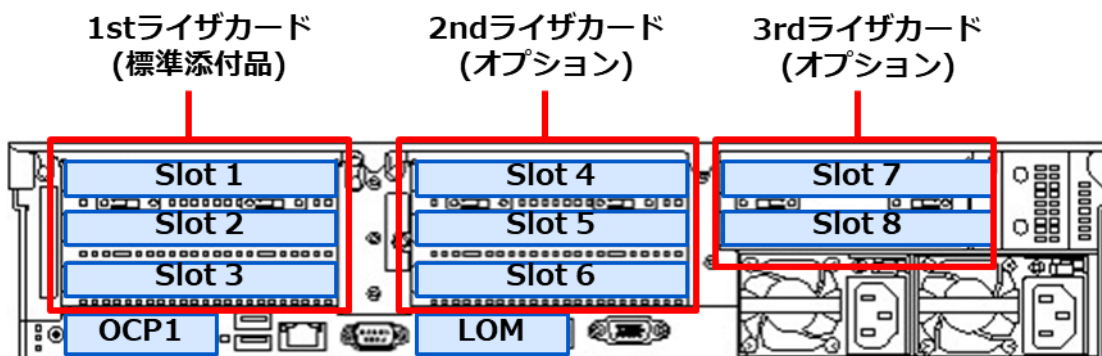 1stライザカード
(標準添付品)
2ndライザカード
(オプション)
3rdライザカード
(オプション)
Slot 1
Slot 2
Slot 3
Slot 4
Slot 5
Slot 6
Slot 7
Slot 8
OCP1
LOM